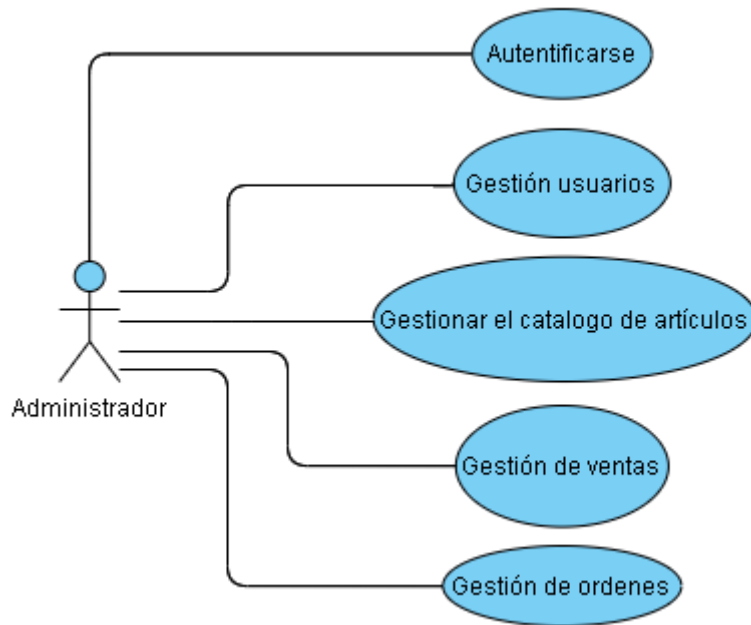 Autentificarse
Gestión usuarios
Gestionar el catalogo de artículos
Administrador
Gestión de ventas
Gestión de ordenes